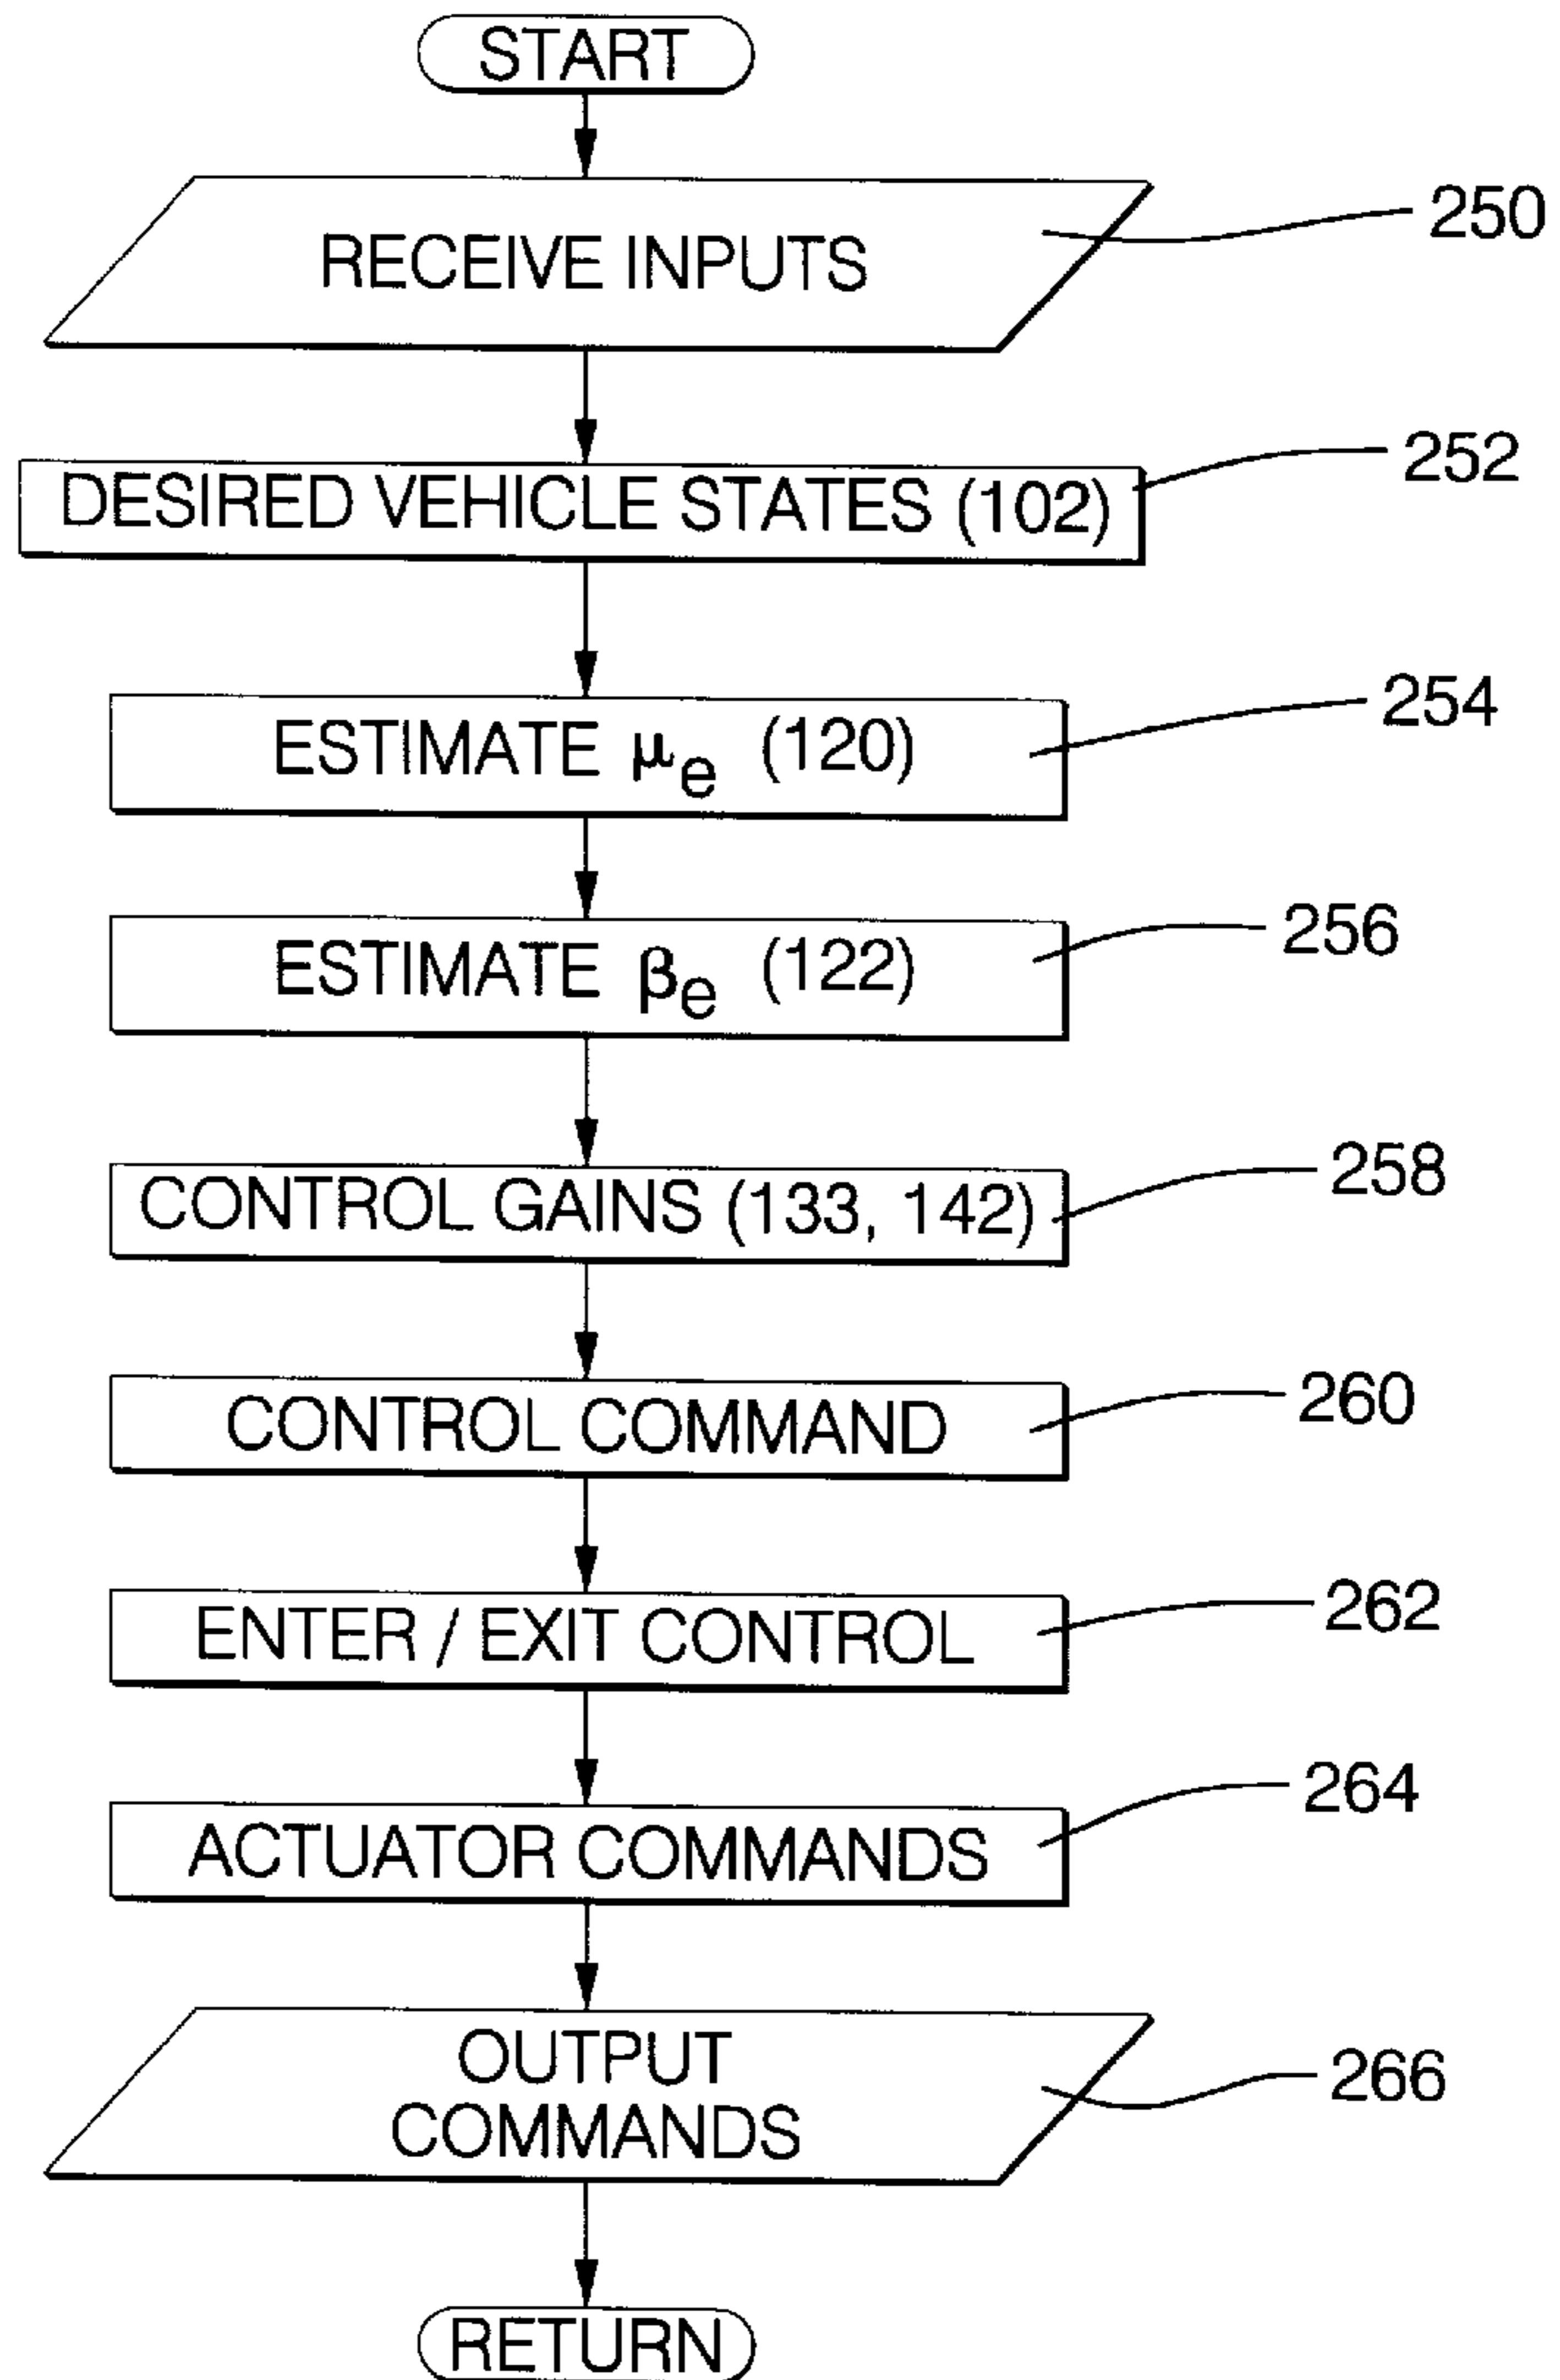 START
RECEIVE INPUTS
250
DESIRED VEHICLE STATES (102)
252
ESTIMATE μe (120)
254
ESTIMATE βe (122)
256
CONTROL GAINS (133, 142)
258
CONTROL COMMAND
260
ENTER / EXIT CONTROL
262
ACTUATOR COMMANDS
264
OUTPUT
COMMANDS
266
RETURN